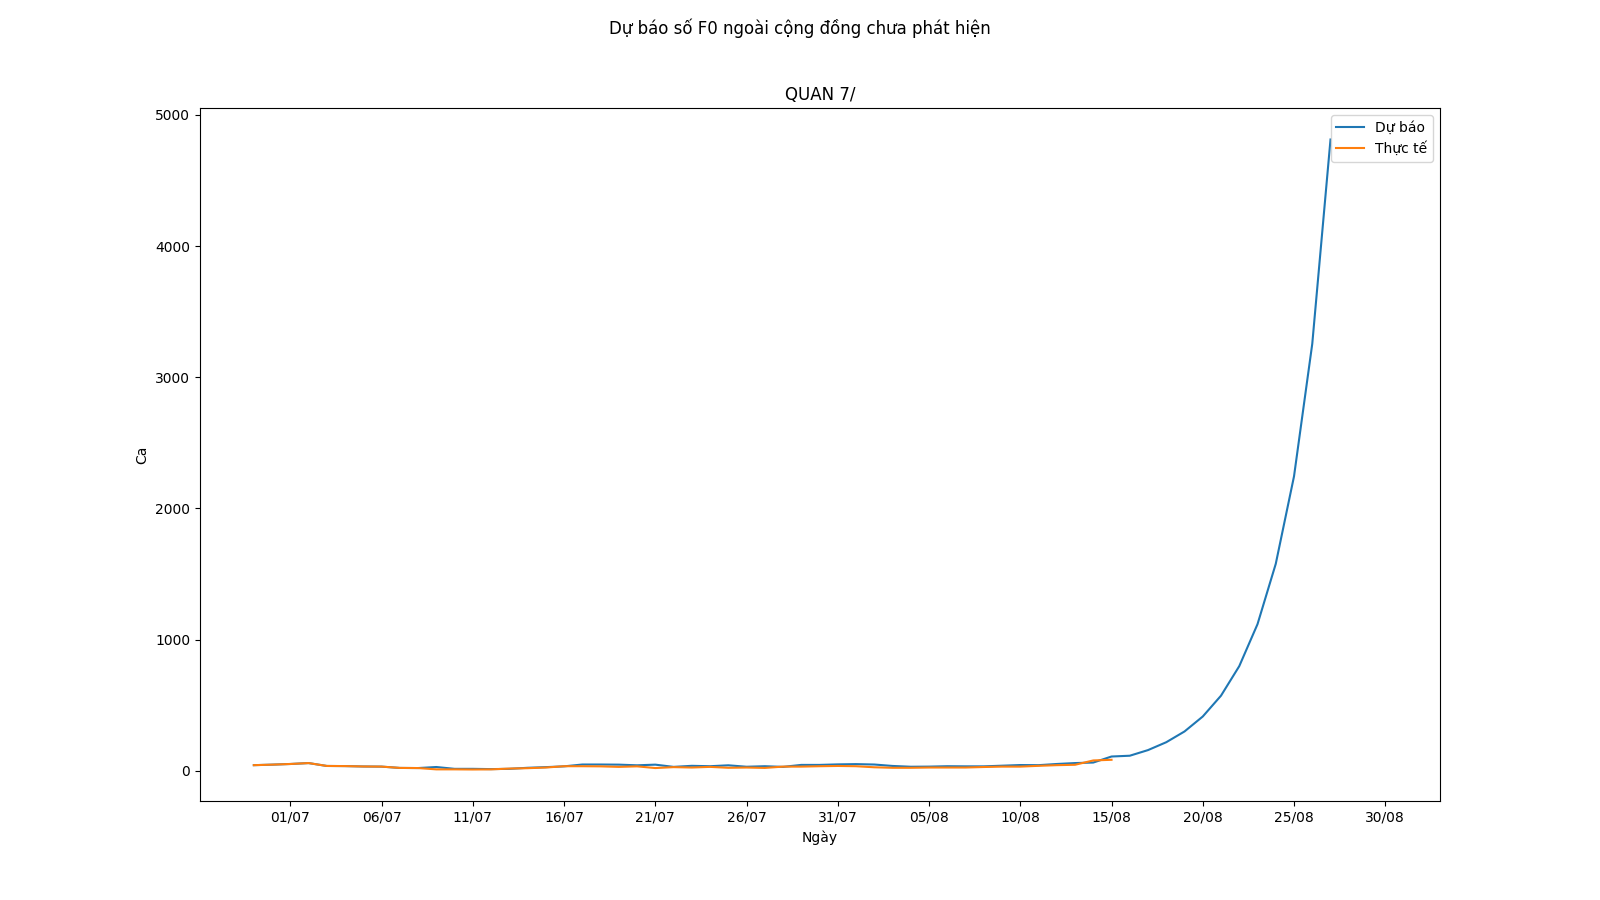 Dự báo số F0 ngoài cộng đồng chưa phát hiện
QUAN 7/
5000
4000
3000
2000
1000
0
Ca
Dự báo
Thực tế
01/07 06/07 11/07 16/07 21/07 26/07 31/07 05/08 10/08 15/08 20/08 25/08 30/08
Ngày